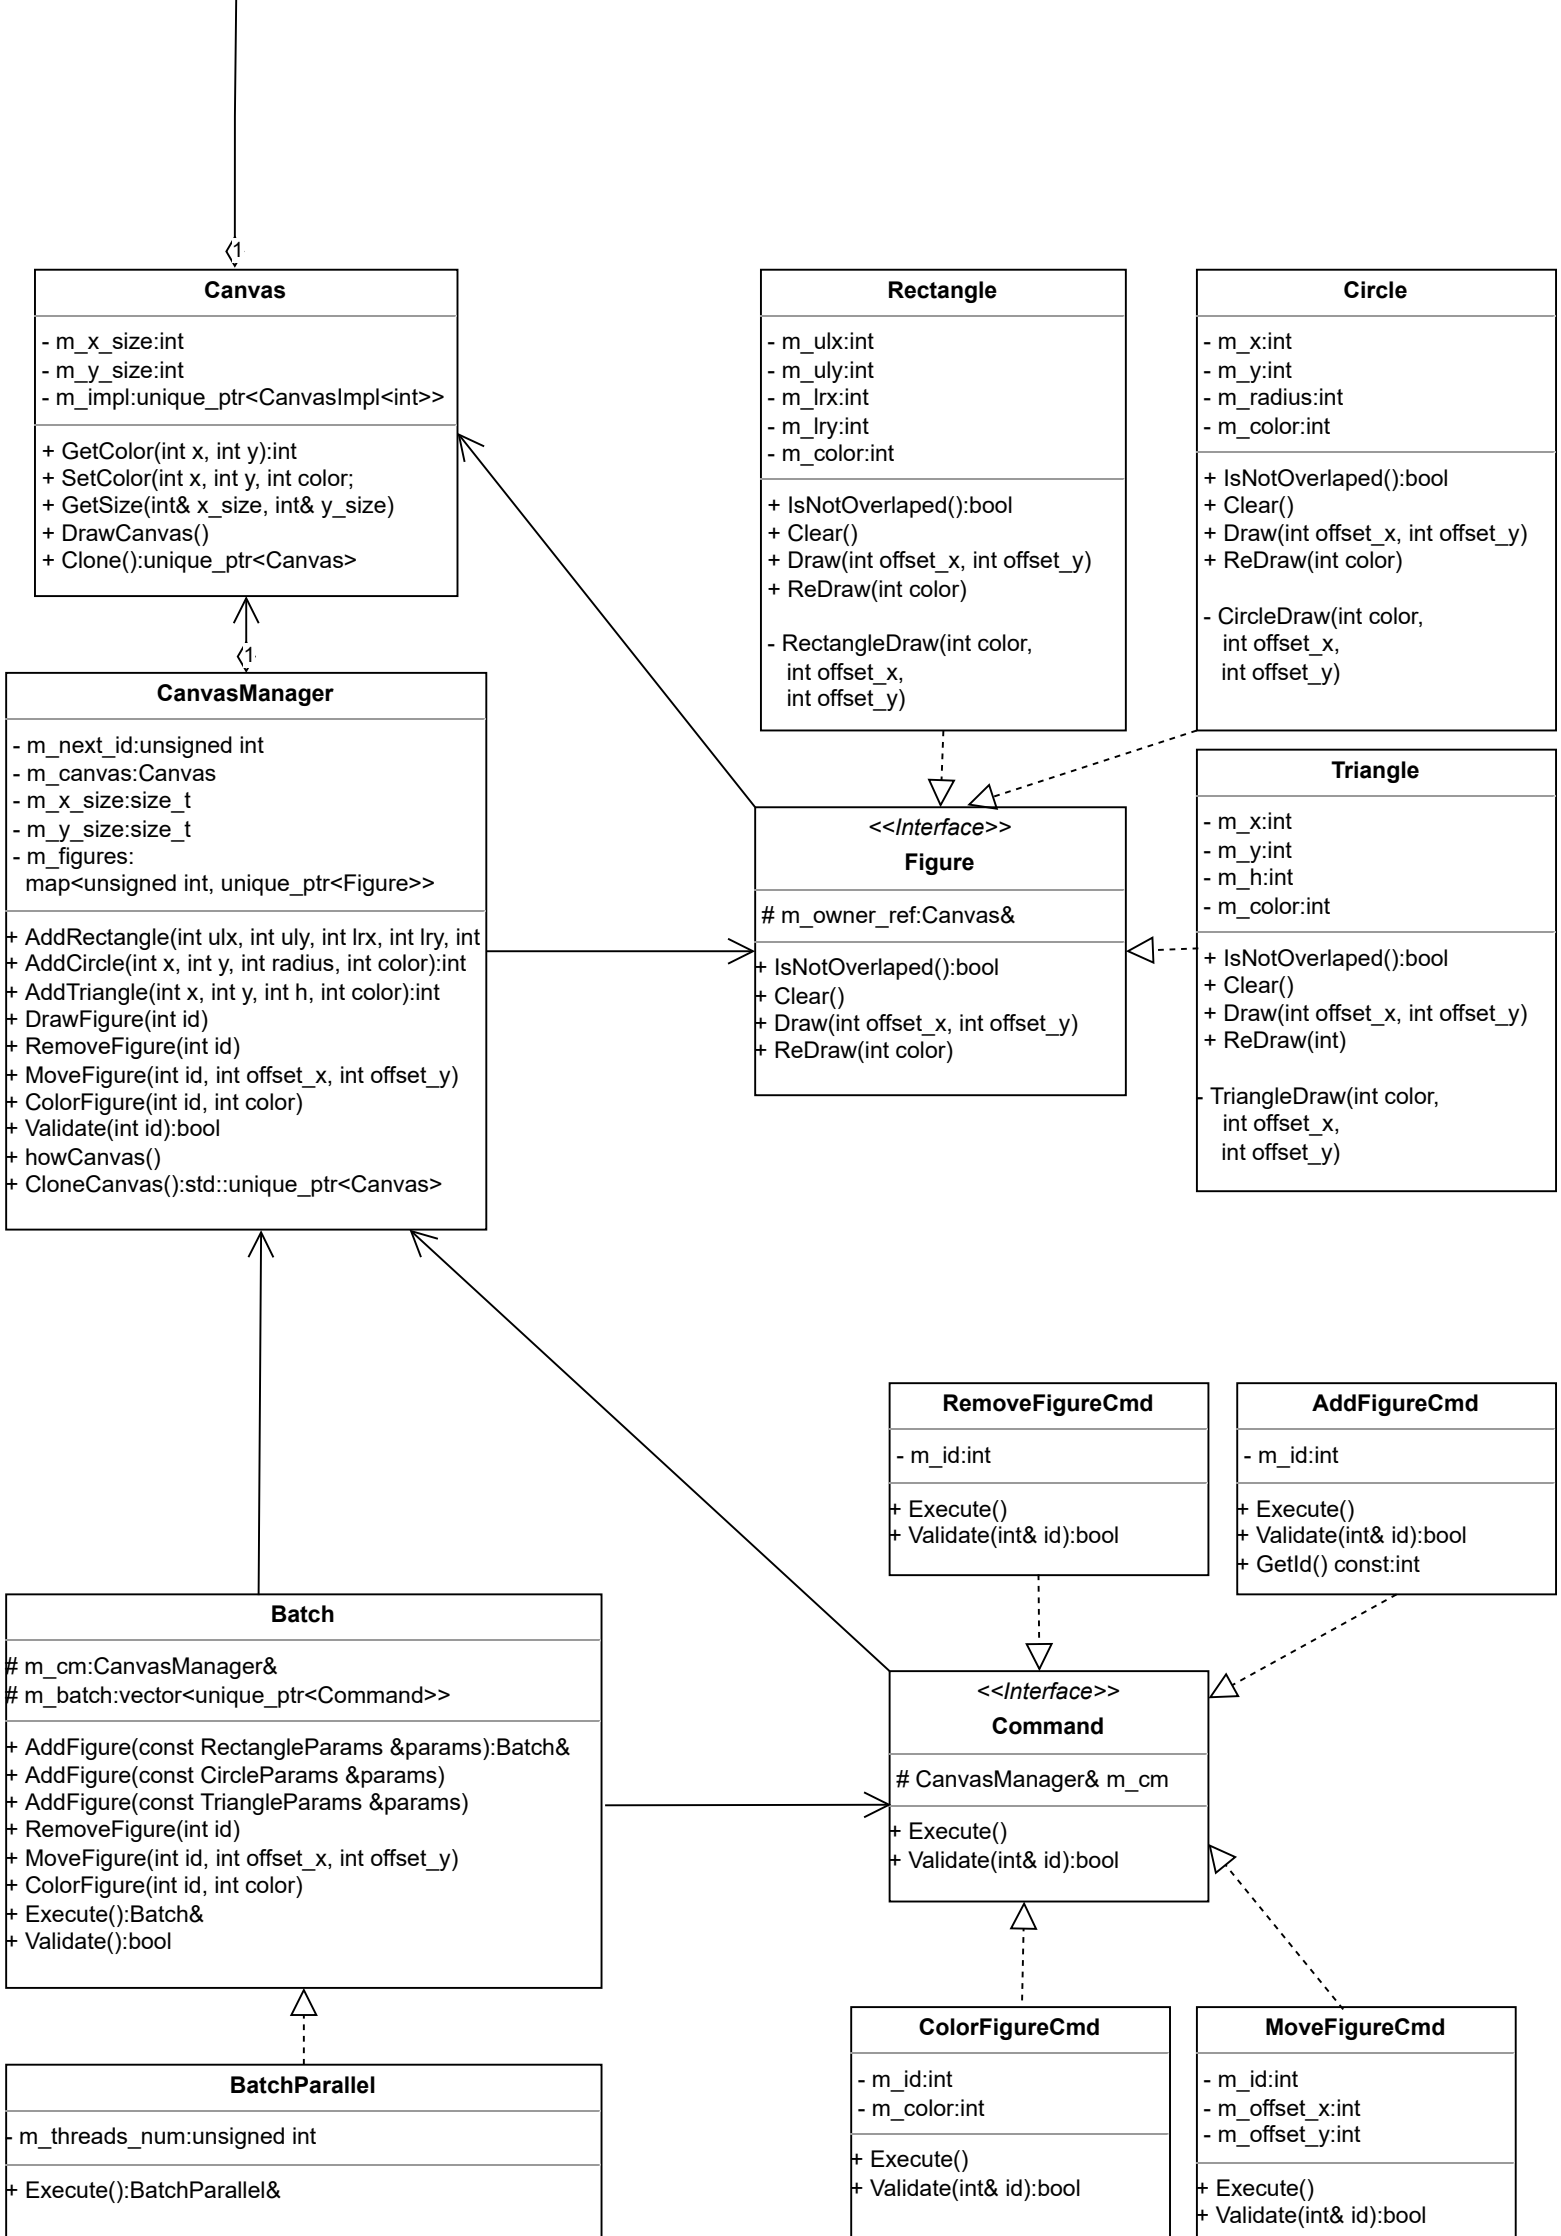 1
Canvas
- m_x_size:int
- m_y_size:int
- m_impl:unique_ptr<CanvasImpl<int>>
+ GetColor(int x, int y):int
+ SetColor(int x, int y, int color;
+ GetSize(int& x_size, int& y_size)
+ DrawCanvas()
+ Clone():unique_ptr<Canvas>
1
CanvasManager
- m_next_id:unsigned int
- m_canvas:Canvas
- m_x_size:size_t
- m_y_size:size_t
- m_figures:
map<unsigned int, unique_ptr<Figure>>
+ AddRectangle(int ulx, int uly, int lrx, int lry, int
+ AddCircle(int x, int y, int radius, int color):int
+ AddTriangle(int x, int y, int h, int color):int
+ DrawFigure(int id)
+ RemoveFigure(int id)
+ MoveFigure(int id, int offset_x, int offset_y)
+ ColorFigure(int id, int color)
+ Validate(int id):bool
+ howCanvas()
+ CloneCanvas():std::unique_ptr<Canvas>
Rectangle
- m_ulx:int
- m_uly:int
- m_lrx:int
- m_lry:int
- m_color:int
+ IsNotOverlaped():bool
+ Clear()
+ Draw(int offset_x, int offset_y)
+ ReDraw(int color)
- RectangleDraw(int color,
int offset_x,
int offset_y)
Circle
- m_x:int
- m_y:int
- m_radius:int
- m_color:int
+ IsNotOverlaped():bool
+ Clear()
+ Draw(int offset_x, int offset_y)
+ ReDraw(int color)
- CircleDraw(int color,
int offset_x,
int offset_y)
<<Interface>>
Figure
# m_owner_ref:Canvas&
+ IsNotOverlaped():bool
+ Clear()
+ Draw(int offset_x, int offset_y)
+ ReDraw(int color)
Triangle
- m_x:int
- m_y:int
- m_h:int
- m_color:int
+ IsNotOverlaped():bool
+ Clear()
+ Draw(int offset_x, int offset_y)
+ ReDraw(int)
- TriangleDraw(int color,
int offset_x,
int offset_y)
RemoveFigureCmd
- m_id:int
+ Execute()
+ Validate(int& id):bool
AddFigureCmd
- m_id:int
+ Execute()
+ Validate(int& id):bool
+ GetId() const:int
Batch
# m_cm:CanvasManager&
# m_batch:vector<unique_ptr<Command>>
+ AddFigure(const RectangleParams &params):Batch&
+ AddFigure(const CircleParams &params)
+ AddFigure(const TriangleParams &params)
+ RemoveFigure(int id)
+ MoveFigure(int id, int offset_x, int offset_y)
+ ColorFigure(int id, int color)
+ Execute():Batch&
+ Validate():bool
<<Interface>>
Command
# CanvasManager& m_cm
+ Execute()
+ Validate(int& id):bool
BatchParallel
- m_threads_num:unsigned int
+ Execute():BatchParallel&
ColorFigureCmd
- m_id:int
- m_color:int
+ Execute()
+ Validate(int& id):bool
MoveFigureCmd
- m_id:int
- m_offset_x:int
- m_offset_y:int
+ Execute()
+ Validate(int& id):bool